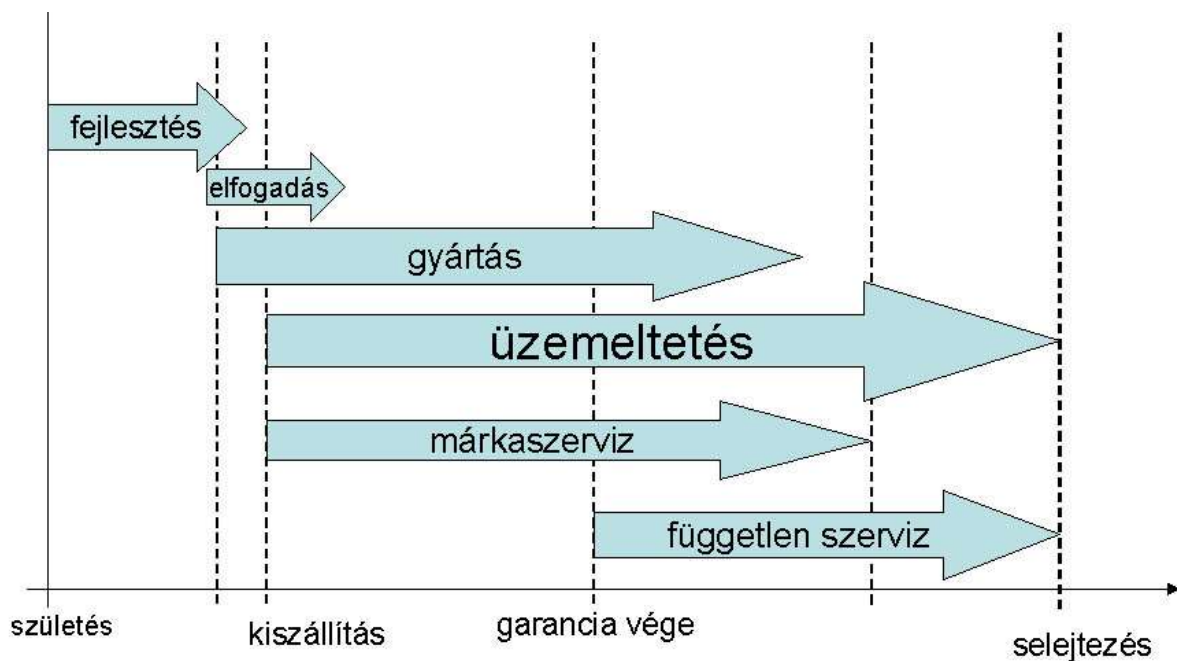 fejlesztés
elfogadás
gyártás
üzemeltetés
márkaszerviz
független szerviz
születés
kiszállítás
garancia vége
selejtezés